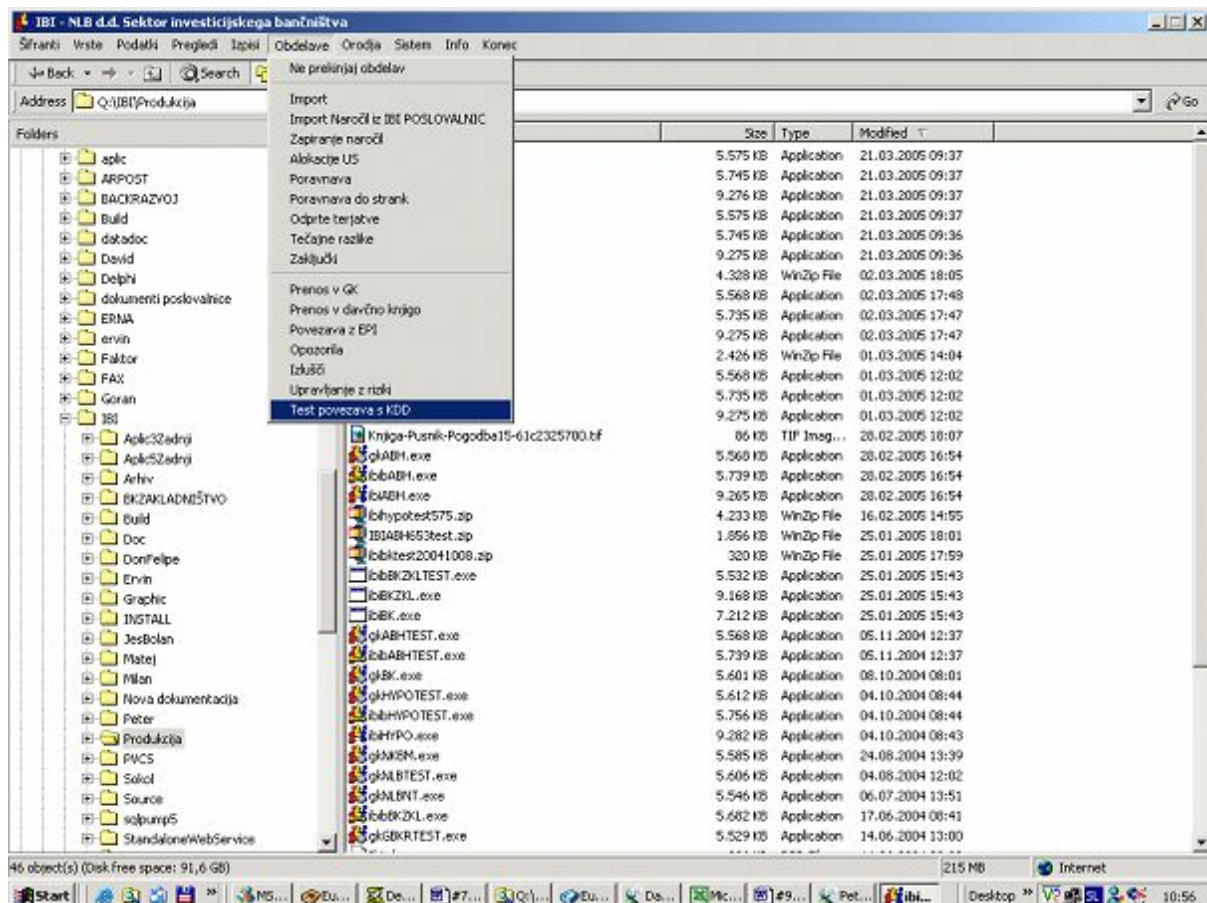 IBI - NLB d.d. Sektor investicijskega bančništva
Šifranti Vrste Podatki Pregledi Izpisi Obdelave Orodja Sistem Info Konec
Back Search
Address Q:\IBI\Produkcija Go
Ne prekinjaj obdelav
Import
Import Naročil iz IBI POSLOVALNIC
Zapiranje naročil
Alokacije US
Poravnava
Poravnava do strank
Odprte terjatve
Tečajne razlike
Zaključki
Prenos v GK
Prenos v davčno knjigo
Povezava z EPI
Opozorila
Izlušči
Upravljanje z riziki
Test povezava s KDD
Folders
aplic
ARPOST
BACKRAZVOJ
Build
datadoc
David
Delphi
dokumenti poslovalnice
ERNA
ervin
Faktor
FAX
Goran
IBI
Aplic3Zadnji
Aplic5Zadnji
Arhiv
BKZAKLADNIŠTVO
Build
Doc
DonFelipe
Ervin
Graphic
INSTALL
JesBolan
Matej
Milan
Nova dokumentacija
Peter
Produkcija
PVCS
Sokol
Source
sqlpump5
StandaloneWebService
Size Type Modified
5.575 KB Application 21.03.2005 09:37
5.745 KB Application 21.03.2005 09:37
9.276 KB Application 21.03.2005 09:37
5.575 KB Application 21.03.2005 09:37
5.745 KB Application 21.03.2005 09:36
9.275 KB Application 21.03.2005 09:36
4.328 KB WinZip File 02.03.2005 18:05
5.568 KB Application 02.03.2005 17:48
5.735 KB Application 02.03.2005 17:47
9.275 KB Application 02.03.2005 17:47
2.426 KB WinZip File 01.03.2005 14:04
5.568 KB Application 01.03.2005 12:02
5.735 KB Application 01.03.2005 12:02
9.275 KB Application 01.03.2005 12:02
Knjiga-Pusnik-Pogodba15-61c2325700.tif 86 KB TIF Imag... 28.02.2005 18:07
gkABH.exe 5.568 KB Application 28.02.2005 16:54
ibibABH.exe 5.739 KB Application 28.02.2005 16:54
ibiABH.exe 9.265 KB Application 28.02.2005 16:54
ibihypotest575.zip 4.233 KB WinZip File 16.02.2005 14:55
IBIABH653test.zip 1.856 KB WinZip File 25.01.2005 18:01
ibibktest20041008.zip 320 KB WinZip File 25.01.2005 17:59
ibibBKZKLTEST.exe 5.532 KB Application 25.01.2005 15:43
ibiBKZKL.exe 9.168 KB Application 25.01.2005 15:43
ibiBK.exe 7.212 KB Application 25.01.2005 15:43
gkABHTEST.exe 5.568 KB Application 05.11.2004 12:37
ibibABHTEST.exe 5.739 KB Application 05.11.2004 12:37
gkBK.exe 5.601 KB Application 08.10.2004 08:01
gkHYPOTEST.exe 5.612 KB Application 04.10.2004 08:44
ibibHYPOTEST.exe 5.756 KB Application 04.10.2004 08:44
ibiHYPO.exe 9.282 KB Application 04.10.2004 08:43
gkNKBM.exe 5.585 KB Application 24.08.2004 13:39
gkNLBTEST.exe 5.606 KB Application 04.08.2004 12:02
gkNLBNT.exe 5.546 KB Application 06.07.2004 13:51
ibibBKZKL.exe 5.682 KB Application 17.06.2004 08:41
gkGBKRTEST.exe 5.529 KB Application 14.06.2004 13:00
46 object(s) (Disk free space: 91,6 GB) 215 MB Internet
Start MS... Eu... De... #7... Q:\... Eu... Da... Mic... #9... Pet... ibi... Desktop SL 10:56